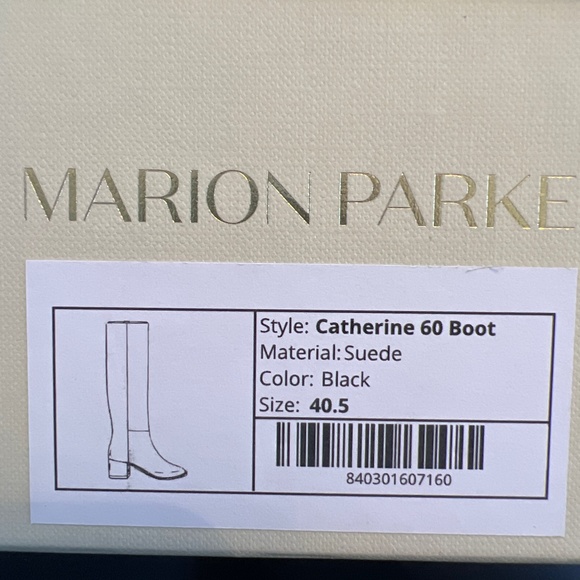 MARION PARKE
Style: Catherine 60 Boot
Material: Suede
Color: Black
Size: 40.5
840301607160